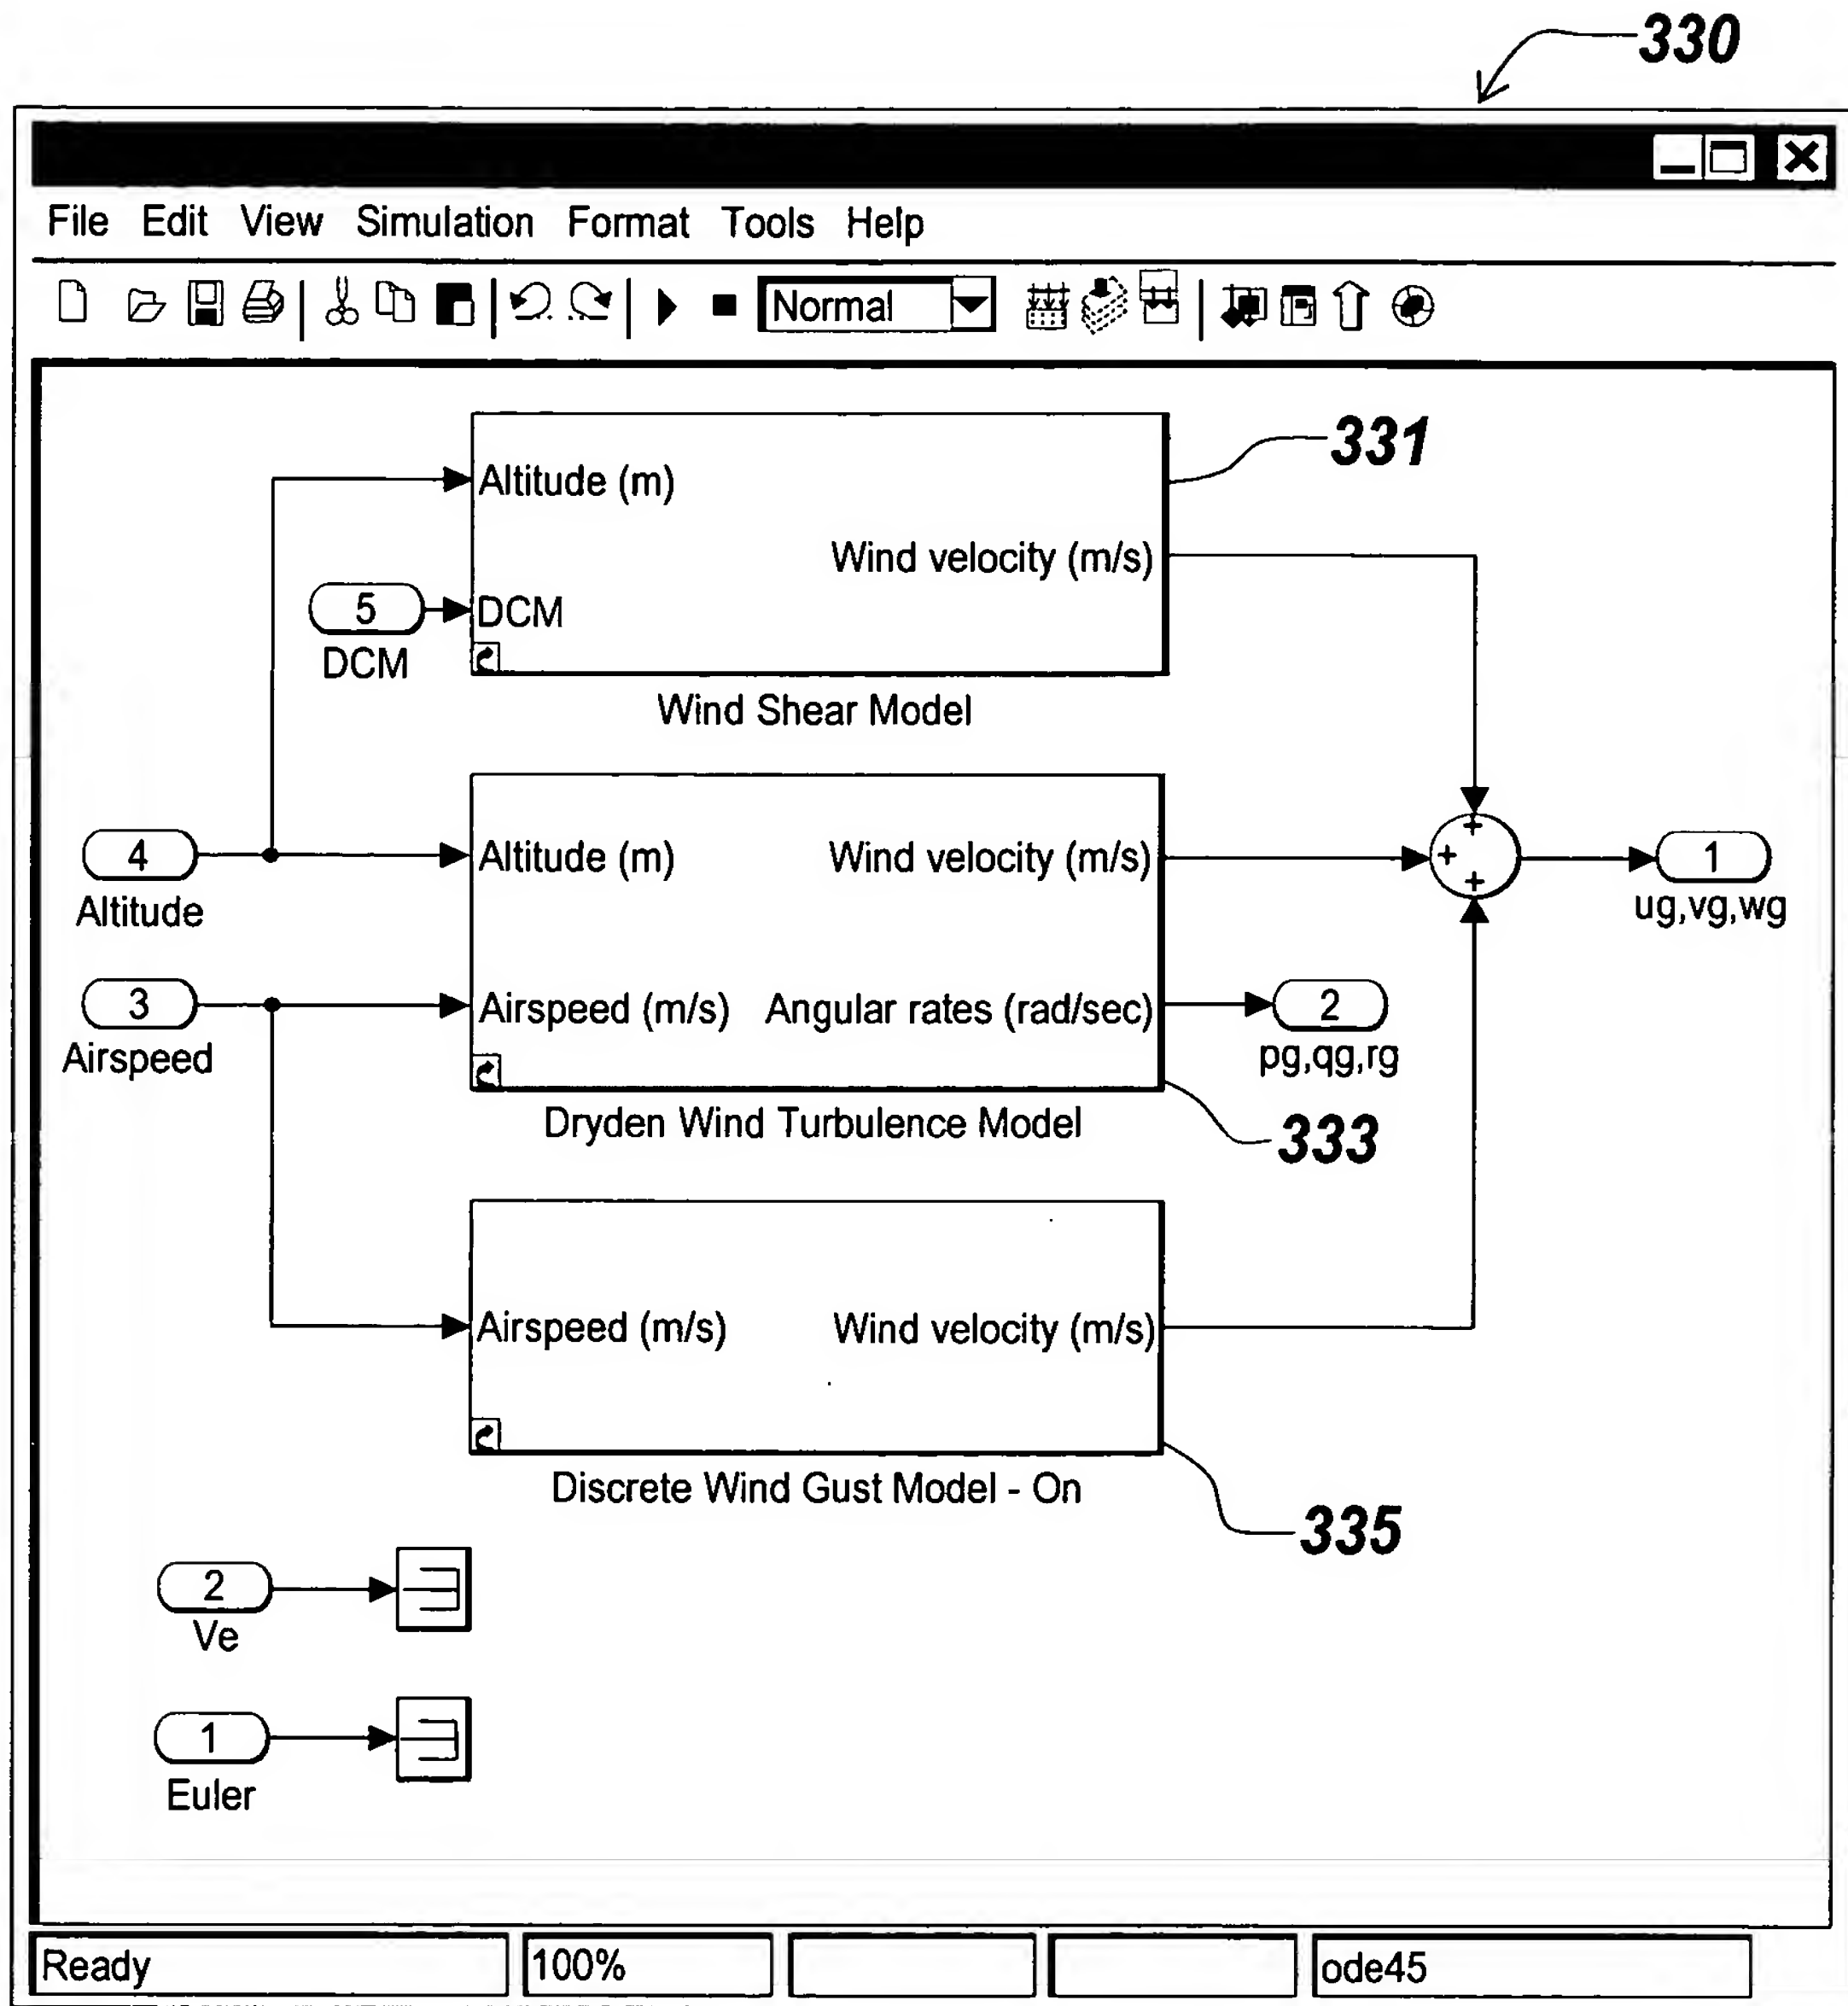 330
File Edit View Simulation Format Tools Help
Normal
331
Altitude (m)
Wind velocity (m/s)
5
DCM
DCM
Wind Shear Model
4
Altitude
Altitude (m)
Wind velocity (m/s)
+
+
+
1
ug,vg,wg
3
Airspeed
Airspeed (m/s)
Angular rates (rad/sec)
2
pg,qg,rg
Dryden Wind Turbulence Model
333
Airspeed (m/s)
Wind velocity (m/s)
Discrete Wind Gust Model - On
335
2
Ve
1
Euler
Ready
100%
ode45